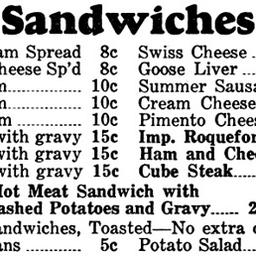 Sandwiches
am Spread 8c Swiss Cheese
Cheese Sp'd 8c Goose Liver
m 10c Summer Sausa
m 10c Cream Cheese
m 10c Pimento Chees
with gravy 15c Imp. Roquefor
with gravy 15c Ham and Chee
with gravy 15c Cube Steak
Hot Meat Sandwich with
ashed Potatoes and Gravy 2
andwiches, Toasted—No extra c
ans 5c Potato Salad